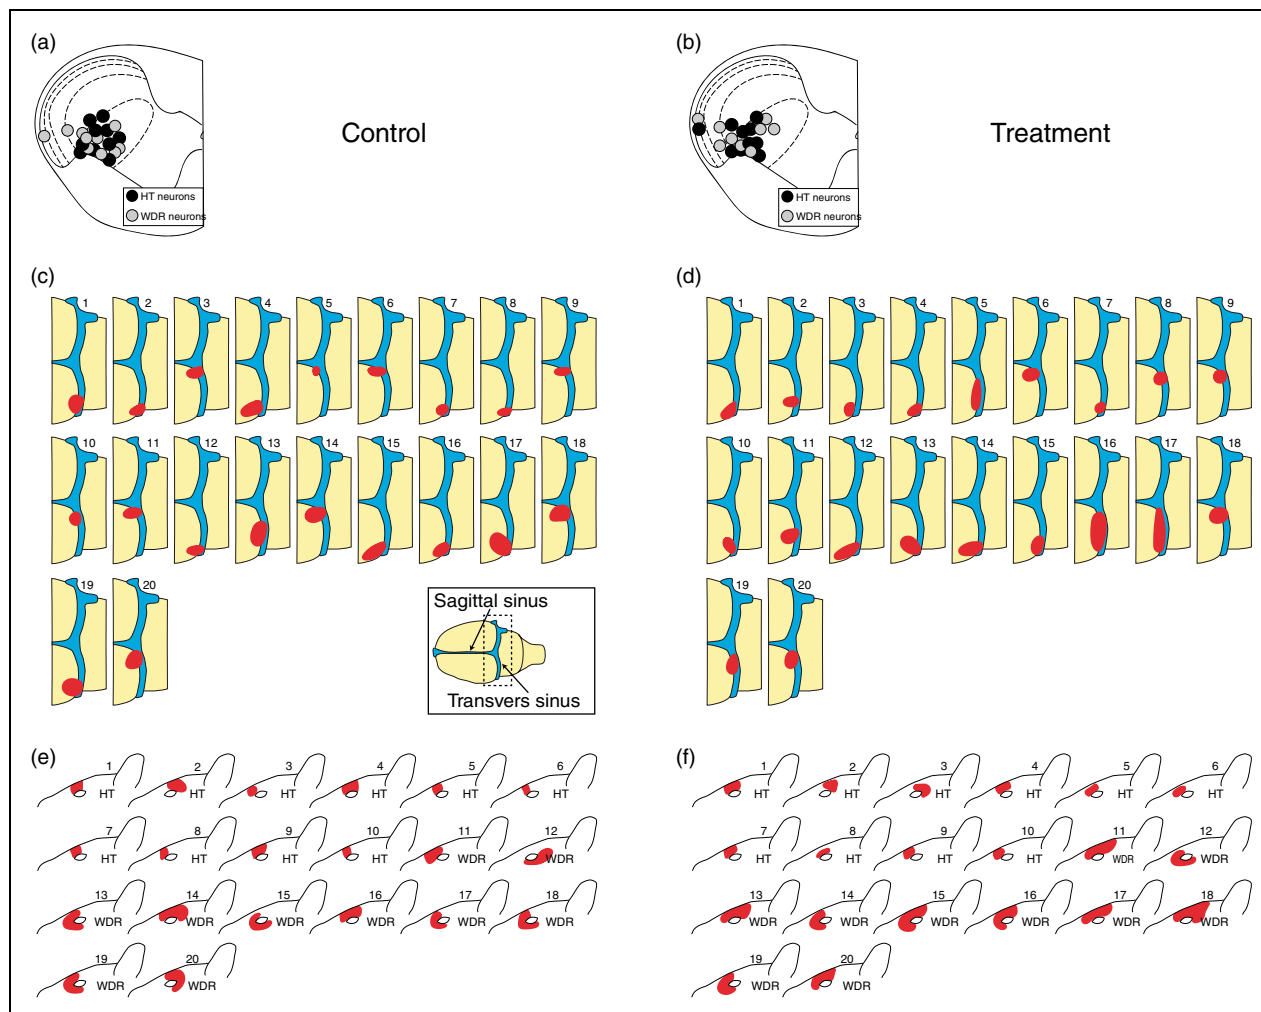 (a)
(b)
Control
Treatment
HT neurons
WDR neurons
HT neurons
WDR neurons
(c)
(d)
1 2 3 4 5 6 7 8 9
1 2 3 4 5 6 7 8 9
10 11 12 13 14 15 16 17 18
10 11 12 13 14 15 16 17 18
19 20
19 20
Sagittal sinus
Transvers sinus
(e)
(f)
1 2 3 4 5 6
HT HT HT HT HT HT
1 2 3 4 5 6
HT HT HT HT HT HT
7 8 9 10 11 12
HT HT HT HT WDR WDR
7 8 9 10 11 12
HT HT HT HT WDR WDR
13 14 15 16 17 18
WDR WDR WDR WDR WDR WDR
13 14 15 16 17 18
WDR WDR WDR WDR WDR WDR
19 20
WDR WDR
19 20
WDR WDR